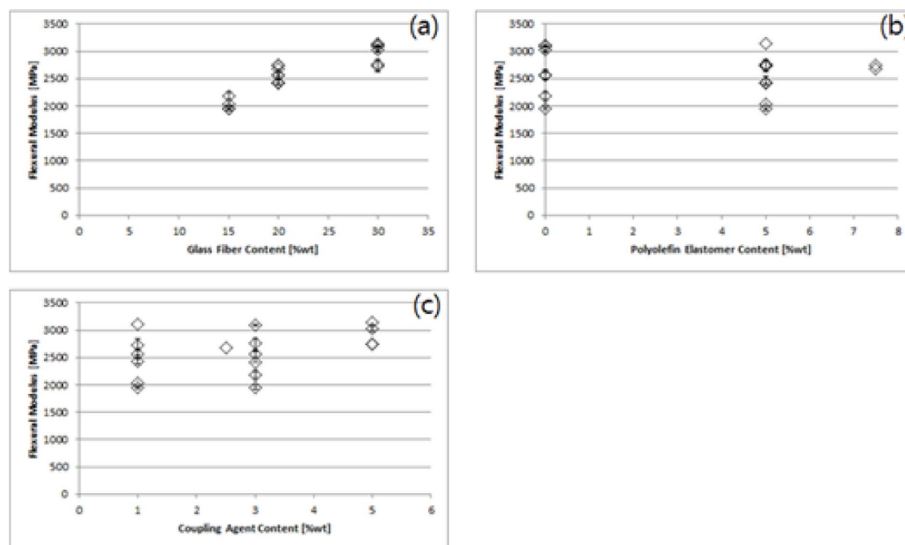 (a)
3500
3000
2500
2000
1500
1000
500
0
Flexural Modulus [MPa]
0 5 10 15 20 25 30 35
Glass Fiber Content [%wt]
(b)
3500
3000
2500
2000
1500
1000
500
0
Flexural Modulus [MPa]
0 1 2 3 4 5 6 7 8
Polyolefin Elastomer Content [%wt]
(c)
3500
3000
2500
2000
1500
1000
500
0
Flexural Modulus [MPa]
0 1 2 3 4 5 6
Coupling Agent Content [%wt]